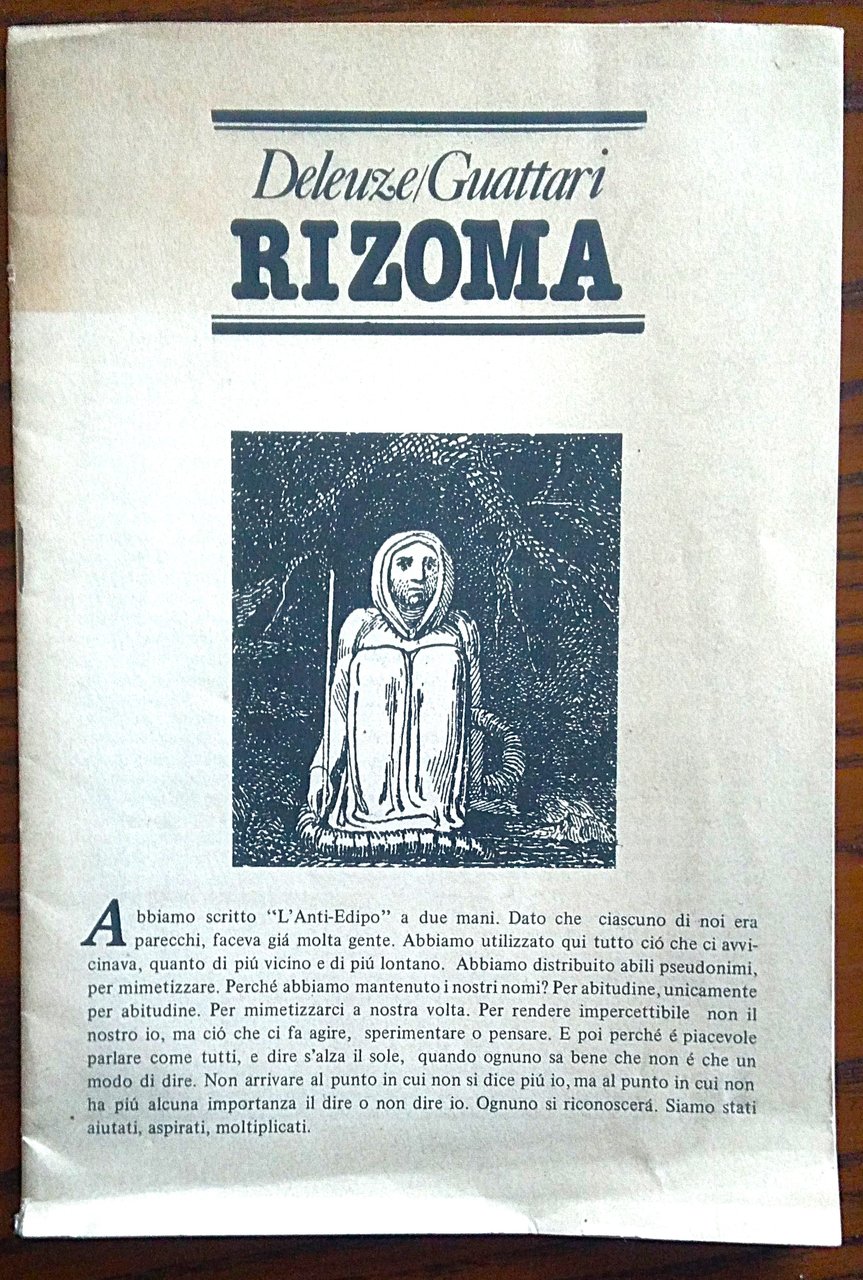 Deleuze/Guattari
RIZOMA
Abbiamo scritto “L’Anti-Edipo” a due mani. Dato che ciascuno di noi era
parecchi, faceva giá molta gente. Abbiamo utilizzato qui tutto ció che ci avvi-
cinava, quanto di piú vicino e di piú lontano. Abbiamo distribuito abili pseudonimi,
per mimetizzare. Perché abbiamo mantenuto i nostri nomi? Per abitudine, unicamente
per abitudine. Per mimetizzarci a nostra volta. Per rendere impercettibile non il
nostro io, ma ció che ci fa agire, sperimentare o pensare. E poi perché é piacevole
parlare come tutti, e dire s’alza il sole, quando ognuno sa bene che non é che un
modo di dire. Non arrivare al punto in cui non si dice piú io, ma al punto in cui non
ha piú alcuna importanza il dire o non dire io. Ognuno si riconoscerá. Siamo stati
aiutati, aspirati, moltiplicati.